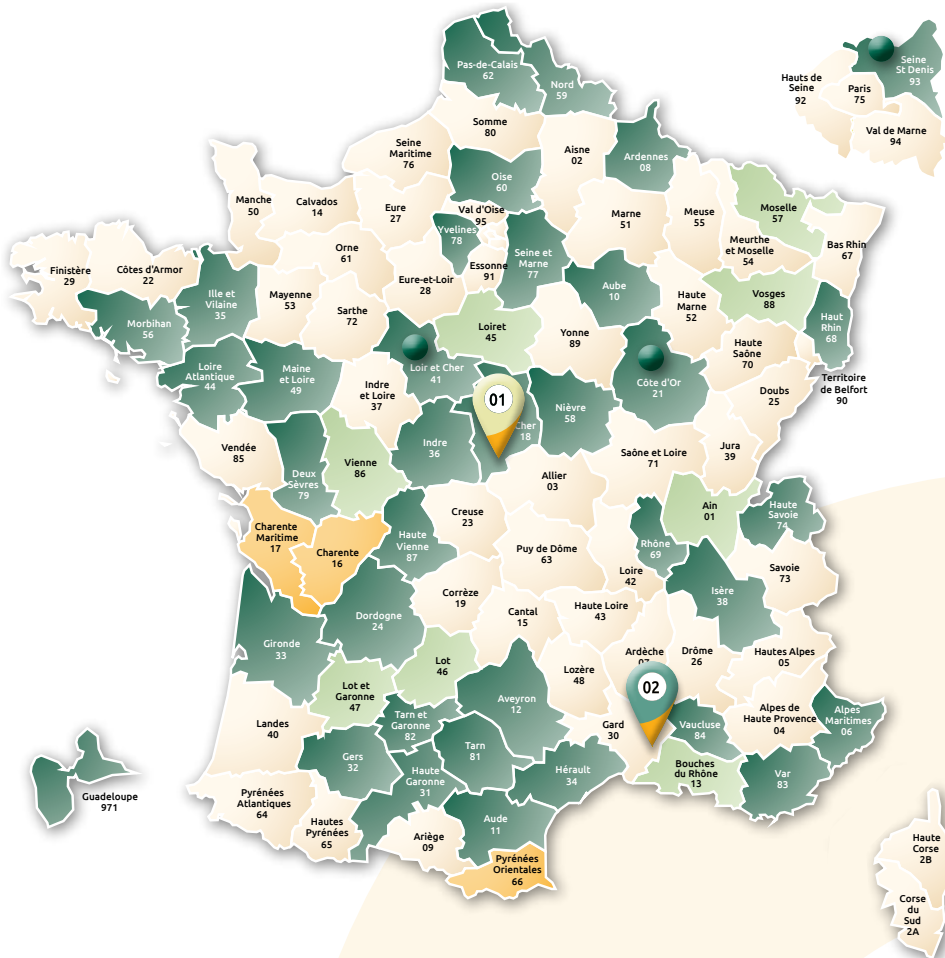 Pas-de-Calais
62
Nord
59
Somme
80
Seine
Maritime
76
Aisne
02
Ardennes
08
Oise
60
Manche
50
Calvados
14
Eure
27
Val d'Oise
95
Yvelines
78
Essonne
91
Seine et
Marne
77
Marne
51
Meuse
55
Moselle
57
Meurthe
et Moselle
54
Bas Rhin
67
Orne
61
Eure-et-Loir
28
Finistère
29
Côtes d'Armor
22
Morbihan
56
Ille et
Vilaine
35
Mayenne
53
Sarthe
72
Loiret
45
Yonne
89
Aube
10
Haute
Marne
52
Vosges
88
Haut
Rhin
68
Haute
Saône
70
Territoire
de Belfort
90
Doubs
25
Loire
Atlantique
44
Maine
et Loire
49
Indre
et Loire
37
Loir et Cher
41
Cher
18
01
Nièvre
58
Côte d'Or
21
Jura
39
Saône et Loire
71
Vendée
85
Deux
Sèvres
79
Vienne
86
Indre
36
Allier
03
Ain
01
Haute
Savoie
74
Savoie
73
Charente
Maritime
17
Charente
16
Haute
Vienne
87
Creuse
23
Puy de Dôme
63
Loire
42
Rhône
69
Isère
38
Corrèze
19
Cantal
15
Haute Loire
43
Ardèche
07
Drôme
26
Hautes Alpes
05
Gironde
33
Dordogne
24
Lot
46
Lot et
Garonne
47
Aveyron
12
Lozère
48
Gard
30
02
Vaucluse
84
Alpes de
Haute Provence
04
Alpes
Maritimes
06
Landes
40
Gers
32
Tarn et
Garonne
82
Tarn
81
Haute
Garonne
31
Hérault
34
Bouches
du Rhône
13
Var
83
Pyrénées
Atlantiques
64
Hautes
Pyrénées
65
Ariège
09
Aude
11
Pyrénées
Orientales
66
Guadeloupe
971
Hauts de
Seine
92
Paris
75
Seine
St Denis
93
Val de Marne
94
Haute
Corse
2B
Corse
du
Sud
2A